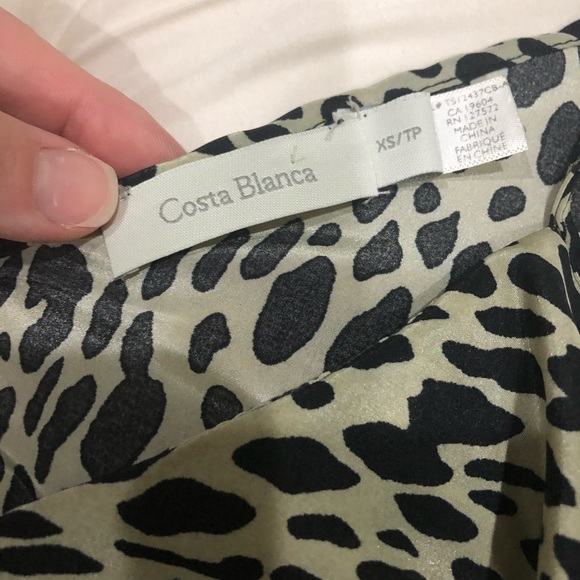 Costa Blanca
XS/TP
# TS12437CB-A
CA 19604
RN 127572
MADE IN
CHINA
FABRIQUE
EN CHINE